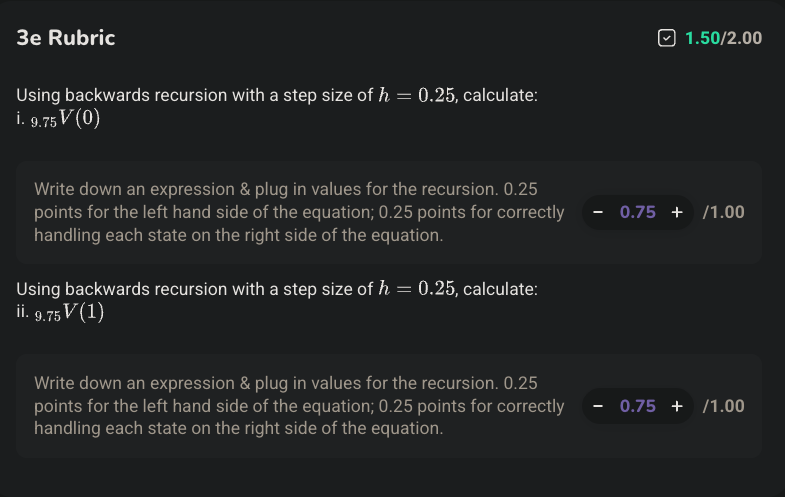 3e Rubric
1.50/2.00
Using backwards recursion with a step size of h = 0.25, calculate:
i. 9.75V(0)
Write down an expression & plug in values for the recursion. 0.25
points for the left hand side of the equation; 0.25 points for correctly
handling each state on the right side of the equation.
− 0.75 + /1.00
Using backwards recursion with a step size of h = 0.25, calculate:
ii. 9.75V(1)
Write down an expression & plug in values for the recursion. 0.25
points for the left hand side of the equation; 0.25 points for correctly
handling each state on the right side of the equation.
− 0.75 + /1.00